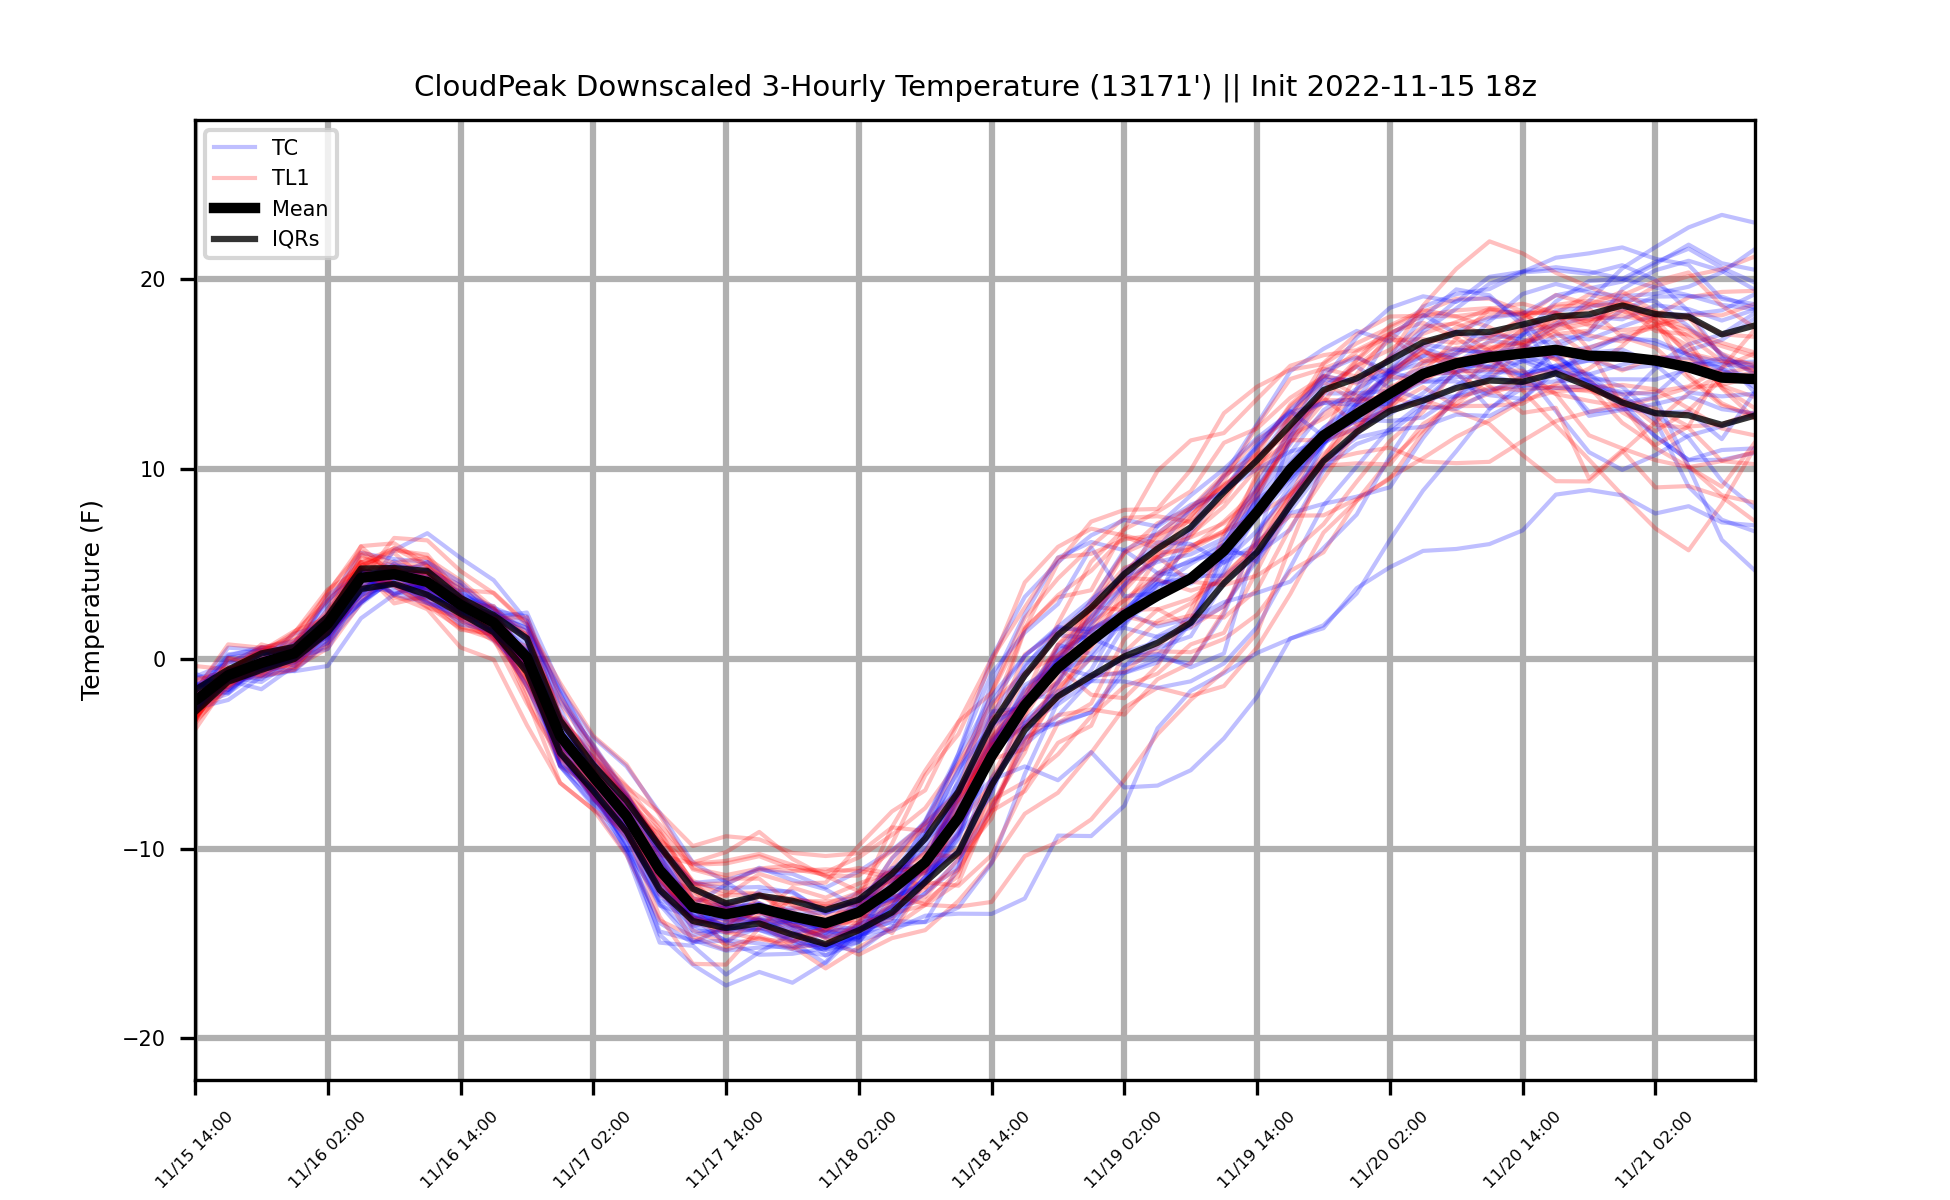 CloudPeak Downscaled 3-Hourly Temperature (13171') || Init 2022-11-15 18z
TC
TL1
Mean
IQRs
Temperature (F)
20
10
0
−10
−20
11/15 14:00
11/16 02:00
11/16 14:00
11/17 02:00
11/17 14:00
11/18 02:00
11/18 14:00
11/19 02:00
11/19 14:00
11/20 02:00
11/20 14:00
11/21 02:00